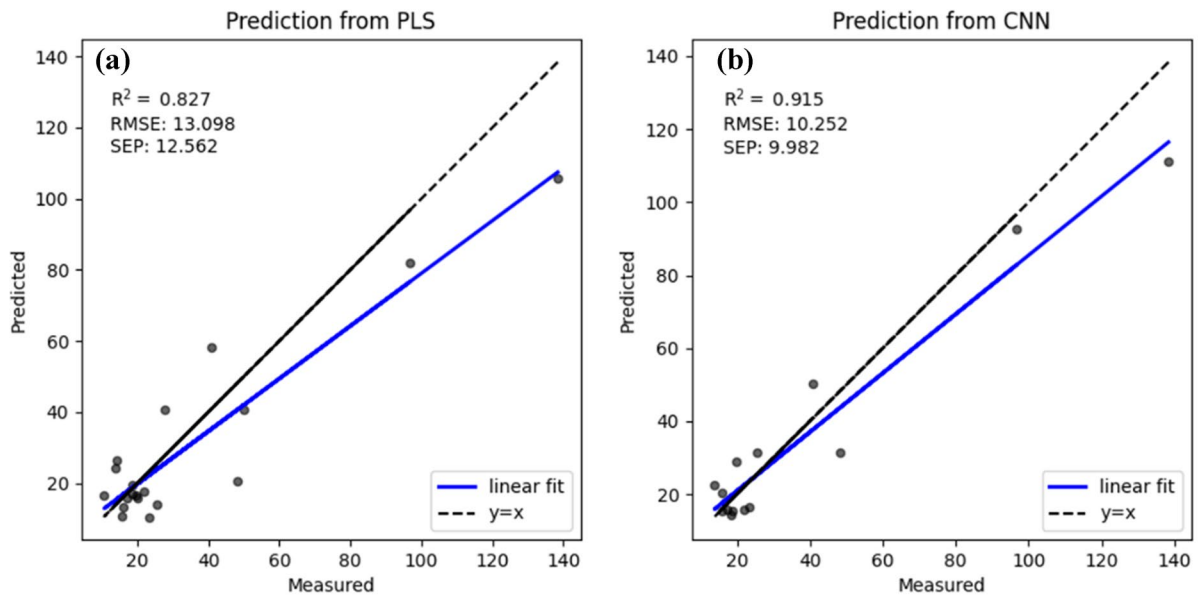 Prediction from PLS
(a)
R² = 0.827
RMSE: 13.098
SEP: 12.562
140
120
100
80
60
40
20
Predicted
linear fit
y=x
20 40 60 80 100 120 140
Measured
Prediction from CNN
(b)
R² = 0.915
RMSE: 10.252
SEP: 9.982
140
120
100
80
60
40
20
Predicted
linear fit
y=x
20 40 60 80 100 120 140
Measured